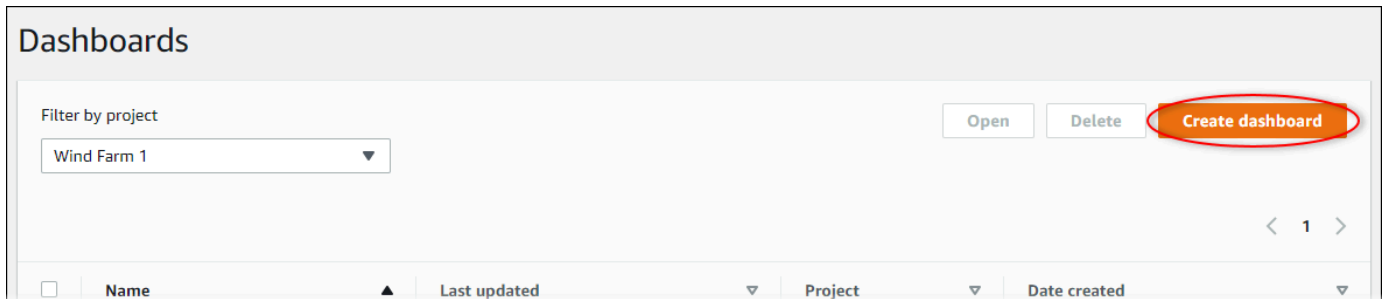 Dashboards
Filter by project
Open Delete Create dashboard
Wind Farm 1
1
Name Last updated Project Date created